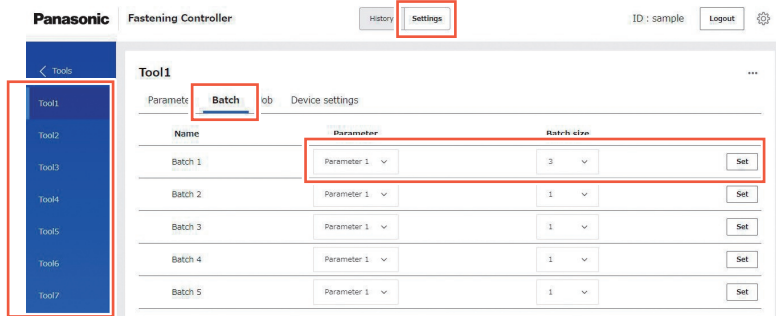 Panasonic Fastening Controller History Settings ID : sample Logout
Tools
Tool1
Tool2
Tool3
Tool4
Tool5
Tool6
Tool7
Tool1
Batch Device settings
Name Parameter Batch size
Batch 1 Parameter 1 3 Set
Batch 2 Parameter 1 1 Set
Batch 3 Parameter 1 1 Set
Batch 4 Parameter 1 1 Set
Batch 5 Parameter 1 1 Set